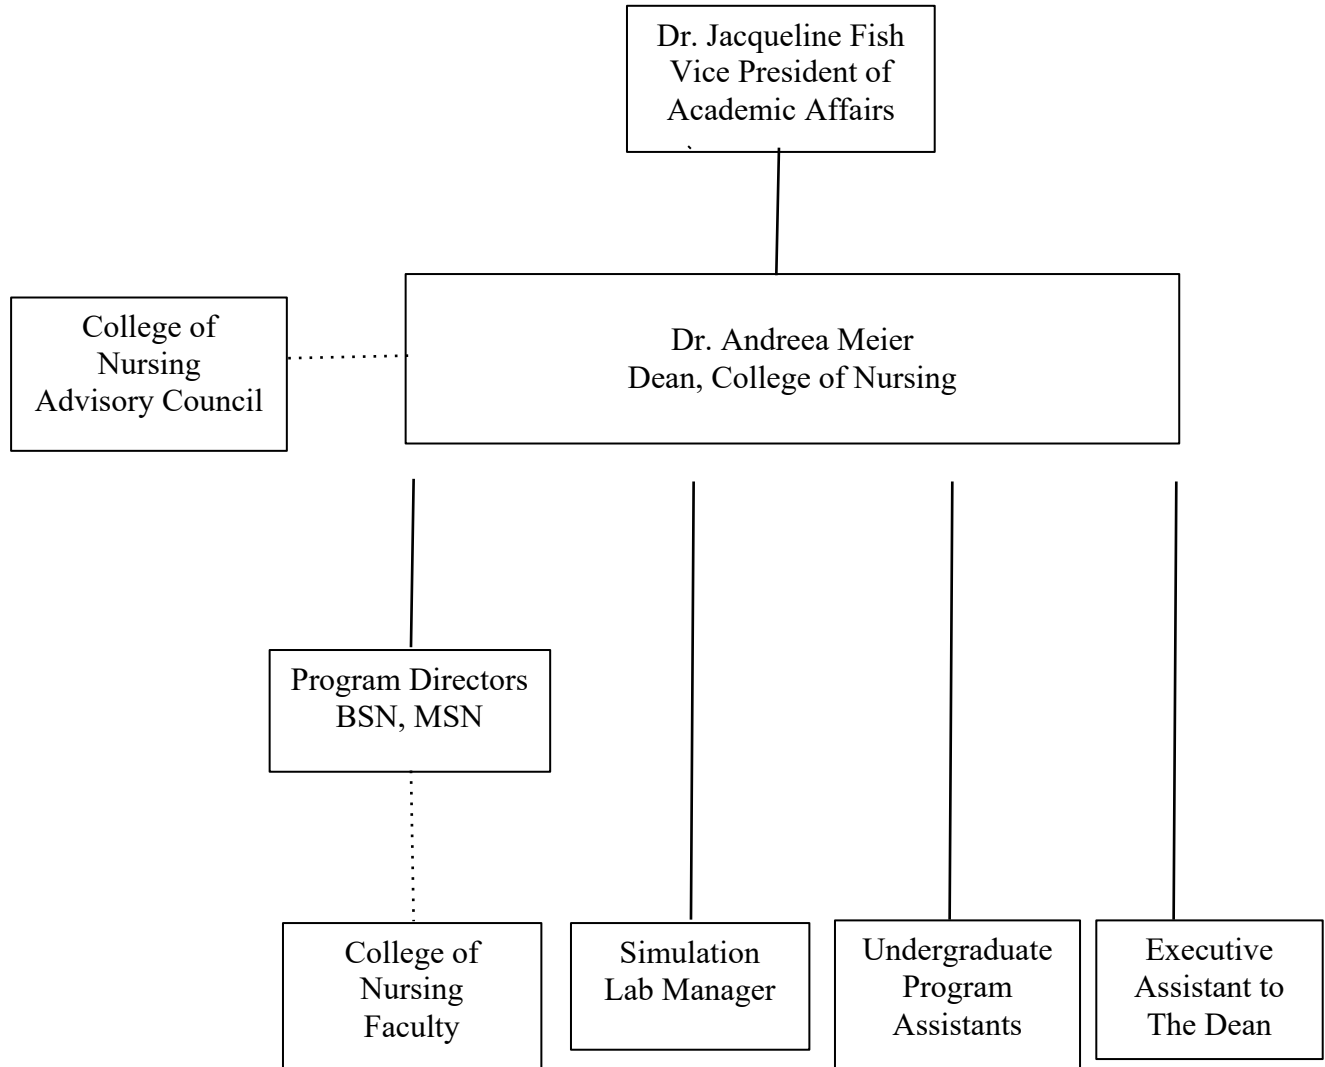 Dr. Jacqueline Fish
Vice President of
Academic Affairs
College of
Nursing
Advisory Council
Dr. Andreea Meier
Dean, College of Nursing
Program Directors
BSN, MSN
College of
Nursing
Faculty
Simulation
Lab Manager
Undergraduate
Program
Assistants
Executive
Assistant to
The Dean